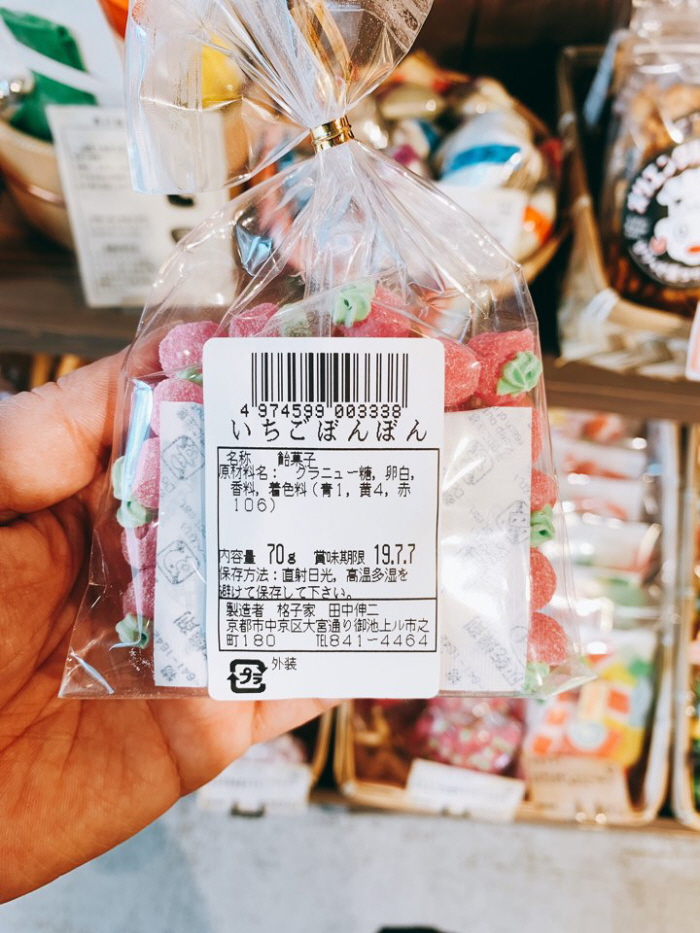 4 974599 003338
いちごぼんぼん
名称　飴菓子
原材料名： グラニュー糖, 卵白,
香料, 着色料（青1, 黄4, 赤
106）
内容量 70g 賞味期限 19.7.7
保存方法：直射日光, 高温多湿を
避けて保存して下さい。
製造者　格子家　田中伸二
京都市中京区大宮通り御池上ル市之
町180　TEL841-4464
プラ 外装